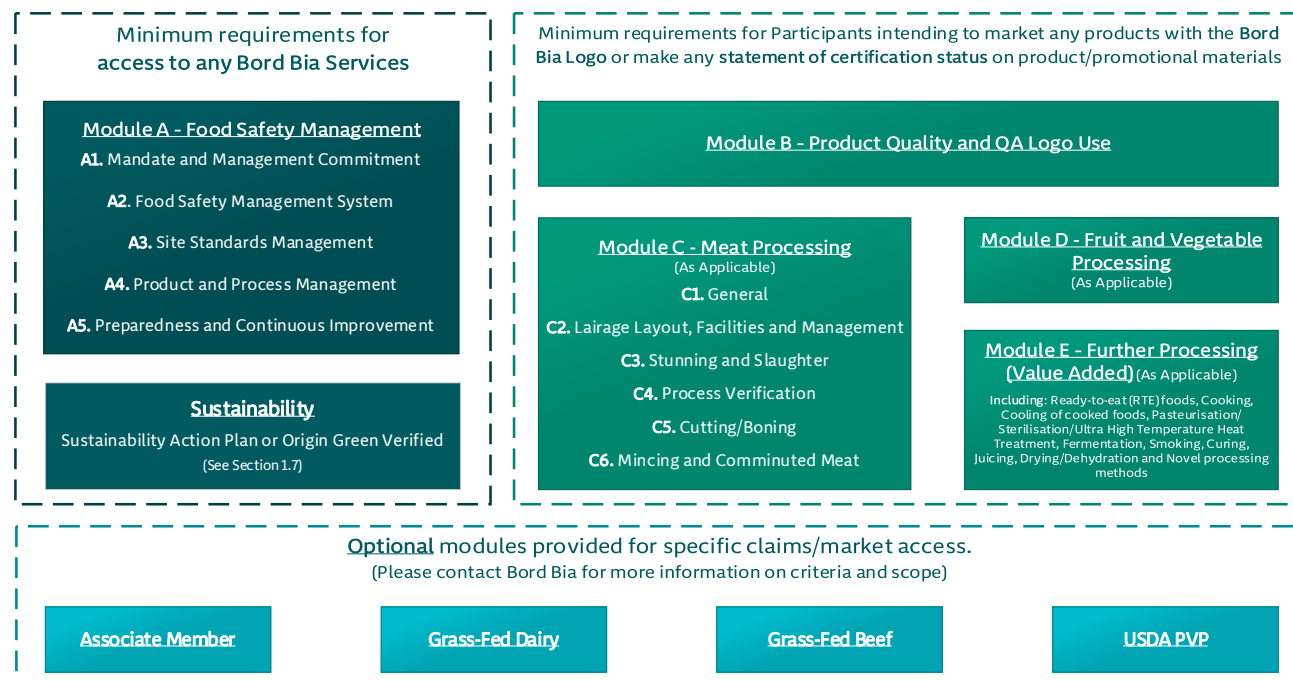 Minimum requirements for
access to any Bord Bia Services
Module A - Food Safety Management
A1. Mandate and Management Commitment
A2. Food Safety Management System
A3. Site Standards Management
A4. Product and Process Management
A5. Preparedness and Continuous Improvement
Sustainability
Sustainability Action Plan or Origin Green Verified
(See Section 1.7)
Minimum requirements for Participants intending to market any products with the Bord
Bia Logo or make any statement of certification status on product/promotional materials
Module B - Product Quality and QA Logo Use
Module C - Meat Processing
(As Applicable)
C1. General
C2. Lairage Layout, Facilities and Management
C3. Stunning and Slaughter
C4. Process Verification
C5. Cutting/Boning
C6. Mincing and Comminuted Meat
Module D - Fruit and Vegetable
Processing
(As Applicable)
Module E - Further Processing
(Value Added) (As Applicable)
Including: Ready-to-eat (RTE) foods, Cooking,
Cooling of cooked foods, Pasteurisation/
Sterilisation/Ultra High Temperature Heat
Treatment, Fermentation, Smoking, Curing,
Juicing, Drying/Dehydration and Novel processing
methods
Optional modules provided for specific claims/market access.
(Please contact Bord Bia for more information on criteria and scope)
Associate Member
Grass-Fed Dairy
Grass-Fed Beef
USDA PVP